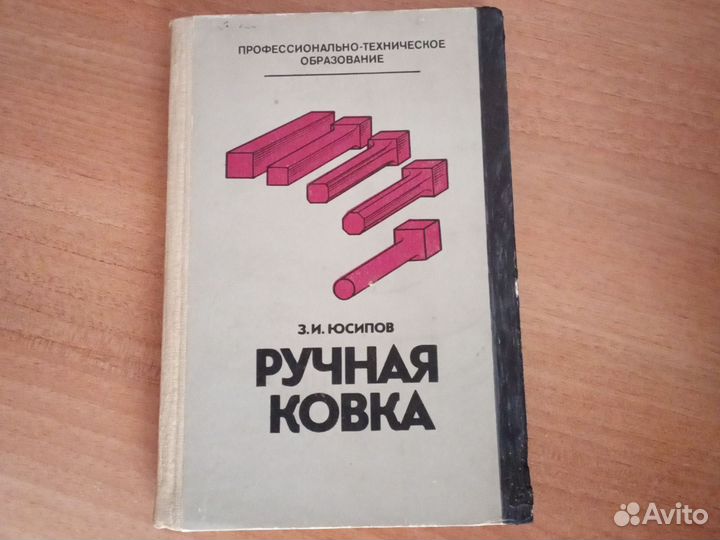 ПРОФЕССИОНАЛЬНО-ТЕХНИЧЕСКОЕ
ОБРАЗОВАНИЕ
З.И. ЮСИПОВ
РУЧНАЯ
КОВКА
Avito